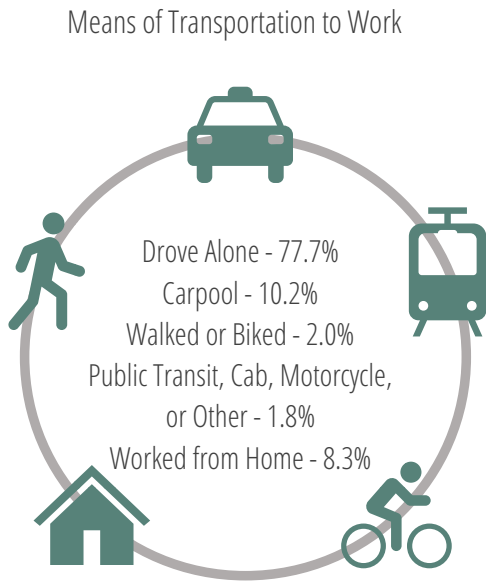 Means of Transportation to Work
Drove Alone - 77.7%
Carpool - 10.2%
Walked or Biked - 2.0%
Public Transit, Cab, Motorcycle,
or Other - 1.8%
Worked from Home - 8.3%